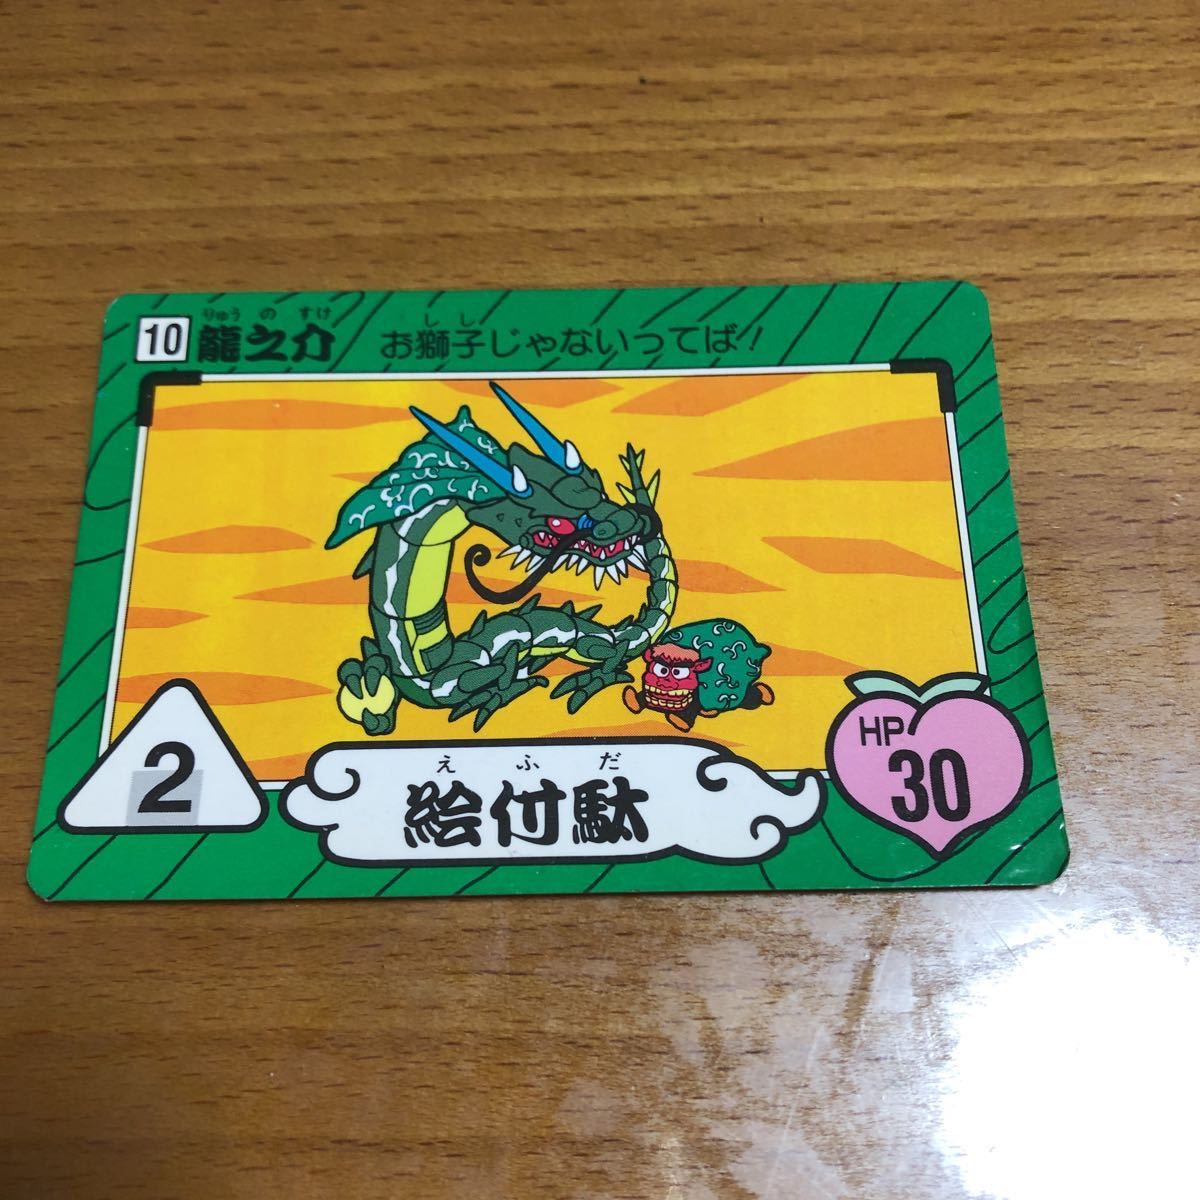 りゅう の すけ
10 龍之介
しし
お獅子じゃないってば!
2
えふだ
絵付駄
HP
30